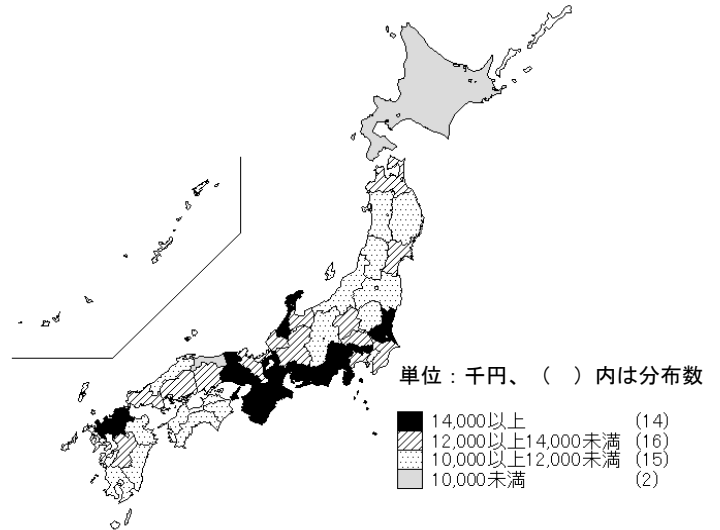 単位：千円、（　）内は分布数
14,000以上 (14)
12,000以上14,000未満 (16)
10,000以上12,000未満 (15)
10,000未満 (2)